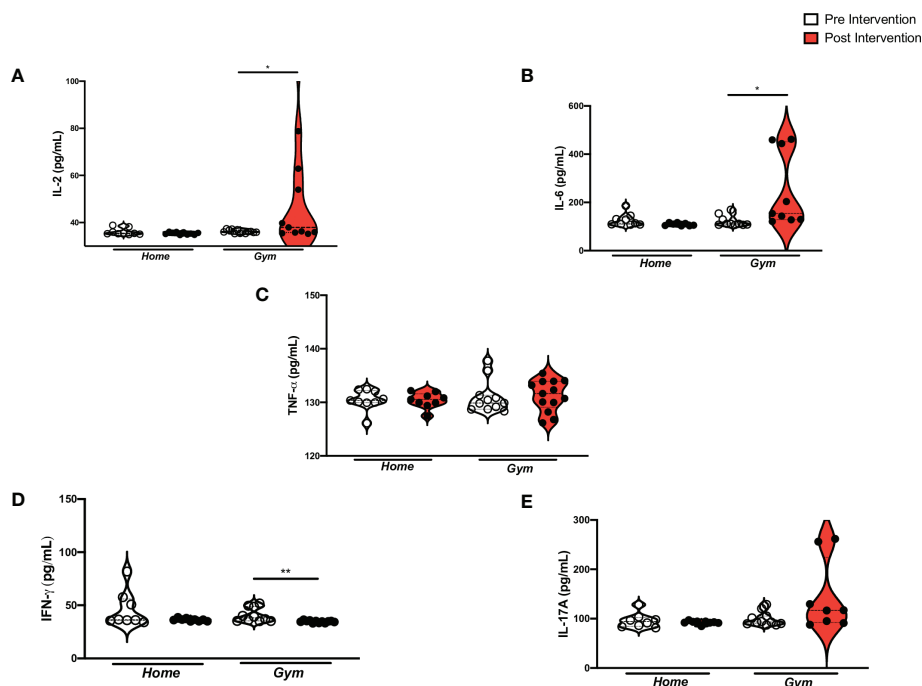 Pre Intervention
Post Intervention
A
IL-2 (pg/mL)
100
80
60
40
*
Home
Gym
B
IL-6 (pg/mL)
600
400
200
0
*
Home
Gym
C
TNF-α (pg/mL)
150
140
130
120
Home
Gym
D
IFN-γ (pg/mL)
150
100
50
0
**
Home
Gym
E
IL-17A (pg/mL)
300
200
100
0
Home
Gym